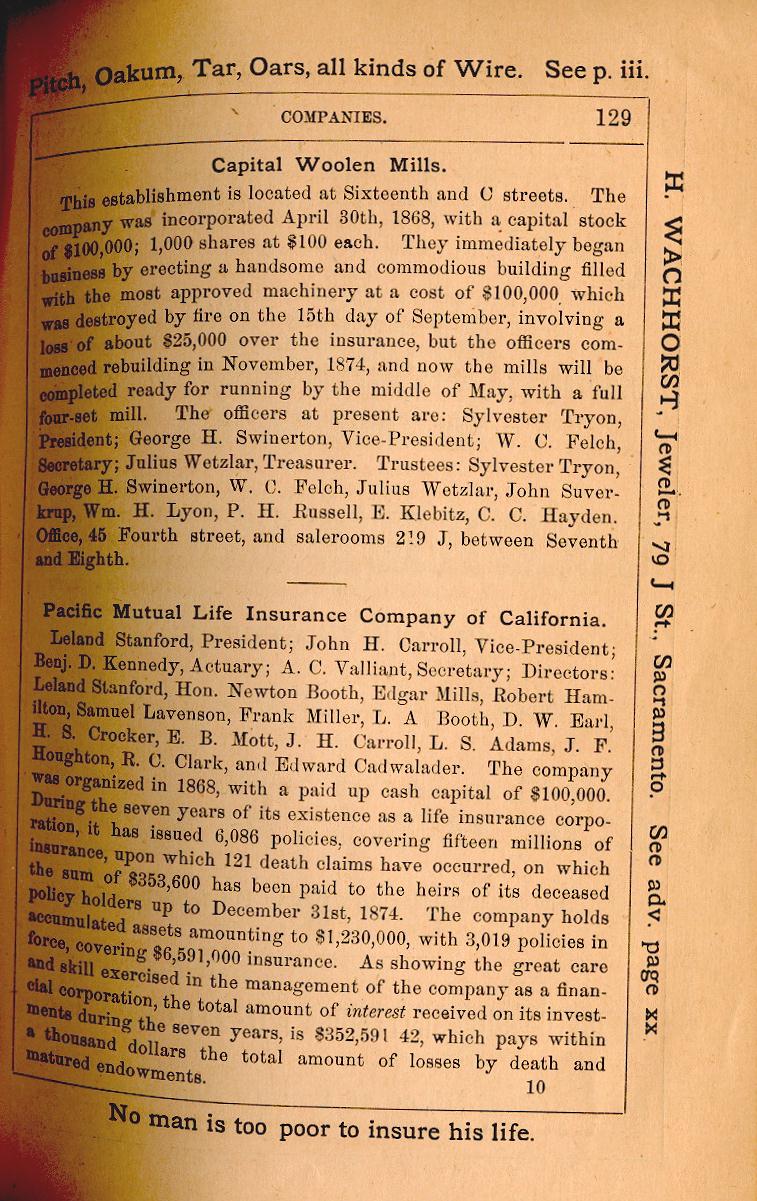 Pitch, Oakum, Tar, Oars, all kinds of Wire. See p. iii.
COMPANIES. 129
Capital Woolen Mills.
This establishment is located at Sixteenth and C streets. The
company was incorporated April 30th, 1868, with a capital stock
of $100,000; 1,000 shares at $100 each. They immediately began
business by erecting a handsome and commodious building filled
with the most approved machinery at a cost of $100,000, which
was destroyed by fire on the 15th day of September, involving a
loss of about $25,000 over the insurance, but the officers com-
menced rebuilding in November, 1874, and now the mills will be
completed ready for running by the middle of May, with a full
four-set mill. The officers at present are: Sylvester Tryon,
President; George H. Swinerton, Vice-President; W. C. Felch,
Secretary; Julius Wetzlar, Treasurer. Trustees: Sylvester Tryon,
George H. Swinerton, W. C. Felch, Julius Wetzlar, John Suver-
krup, Wm. H. Lyon, P. H. Russell, E. Klebitz, C. C. Hayden.
Office, 45 Fourth street, and salerooms 219 J, between Seventh
and Eighth.
Pacific Mutual Life Insurance Company of California.
Leland Stanford, President; John H. Carroll, Vice-President;
Benj. D. Kennedy, Actuary; A. C. Valliant, Secretary; Directors:
Leland Stanford, Hon. Newton Booth, Edgar Mills, Robert Ham-
ilton, Samuel Lavenson, Frank Miller, L. A Booth, D. W. Earl,
H. S. Crocker, E. B. Mott, J. H. Carroll, L. S. Adams, J. F.
Houghton, R. C. Clark, and Edward Cadwalader. The company
was organized in 1868, with a paid up cash capital of $100,000.
During the seven years of its existence as a life insurance corpo-
ration, it has issued 6,086 policies, covering fifteen millions of
insurance, upon which 121 death claims have occurred, on which
the sum of $353,600 has been paid to the heirs of its deceased
policy holders up to December 31st, 1874. The company holds
accumulated assets amounting to $1,230,000, with 3,019 policies in
force, covering $6,591,000 insurance. As showing the great care
and skill exercised in the management of the company as a finan-
cial corporation, the total amount of interest received on its invest-
ments during the seven years, is $352,591 42, which pays within
a thousand dollars the total amount of losses by death and
matured endowments.
10
No man is too poor to insure his life.
H. WACHHORST, Jeweler, 79 J St., Sacramento. See adv. page xx.